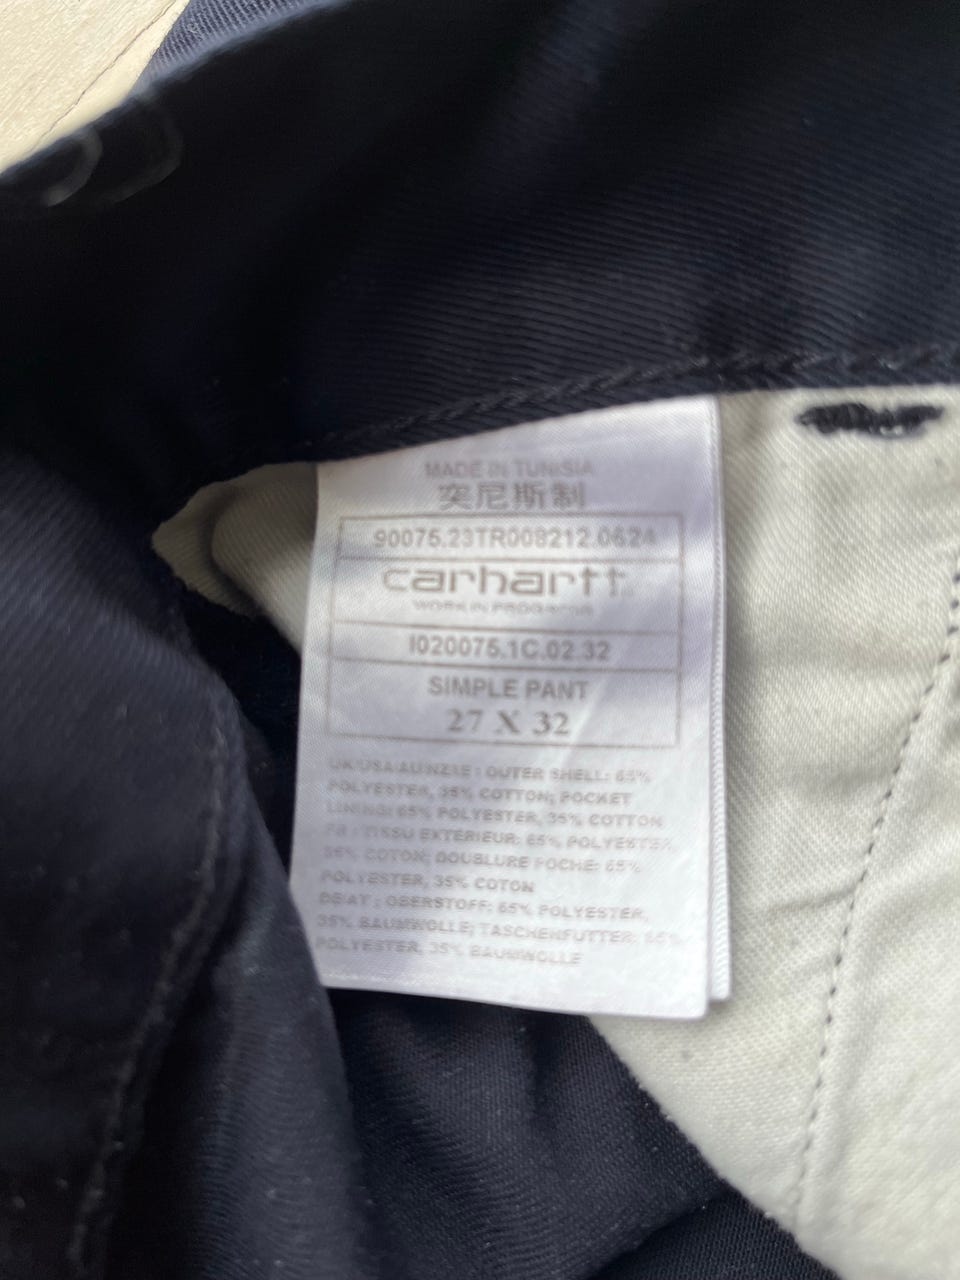 MADE IN TUNISIA
突尼斯制
90075.23TR008212.0624
carhartt
WORK IN PROGRESS
I020075.1C.02.32
SIMPLE PANT
27 X 32
UK/USA/AU/NZ/IE : OUTER SHELL: 65%
POLYESTER, 35% COTTON; POCKET
LINING: 65% POLYESTER, 35% COTTON
FR : TISSU EXTERIEUR: 65% POLYESTER,
35% COTON; DOUBLURE POCHE: 65%
POLYESTER, 35% COTON
DE/AT : OBERSTOFF: 65% POLYESTER,
35% BAUMWOLLE; TASCHENFUTTER: 65%
POLYESTER, 35% BAUMWOLLE